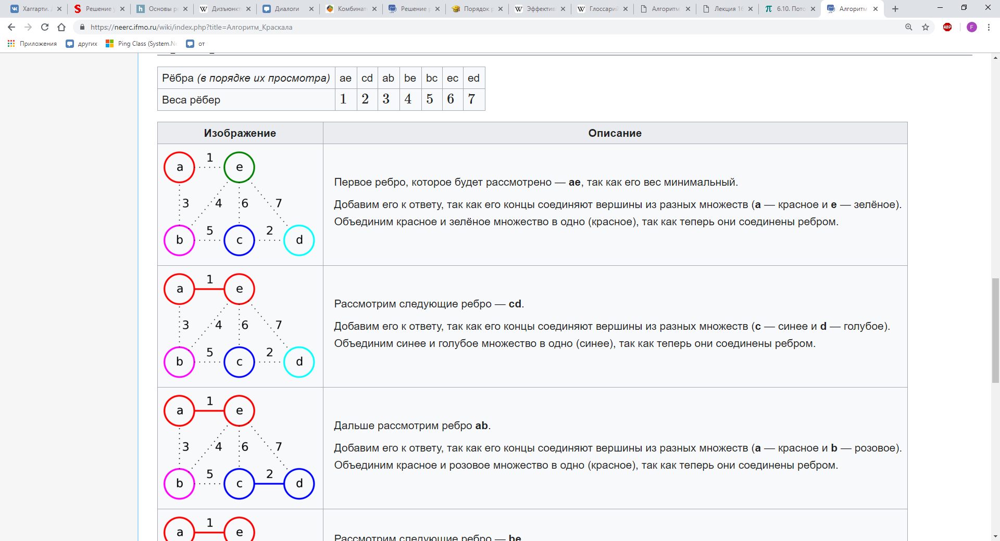 Хаггарти.
Решение у
Основы ре
Дизъюнкт
Диалоги
Комбинат
Решение р
Порядок р
Эффектив
Глоссарий
Алгоритм
Лекция 16
6.10. Пото
Алгоритм
https://neerc.ifmo.ru/wiki/index.php?title=Алгоритм_Краскала
ABP
F
Приложения
других
Ping Class (System.Ne
от
Рёбра (в порядке их просмотра) ae cd ab be bc ec ed
Веса рёбер 1 2 3 4 5 6 7
Изображение Описание
a 1 e
3 4 6 7
b 5 c 2 d
Первое ребро, которое будет рассмотрено — ae, так как его вес минимальный.
Добавим его к ответу, так как его концы соединяют вершины из разных множеств (a — красное и e — зелёное).
Объединим красное и зелёное множество в одно (красное), так как теперь они соединены ребром.
a 1 e
3 4 6 7
b 5 c 2 d
Рассмотрим следующие ребро — cd.
Добавим его к ответу, так как его концы соединяют вершины из разных множеств (c — синее и d — голубое).
Объединим синее и голубое множество в одно (синее), так как теперь они соединены ребром.
a 1 e
3 4 6 7
b 5 c 2 d
Дальше рассмотрим ребро ab.
Добавим его к ответу, так как его концы соединяют вершины из разных множеств (a — красное и b — розовое).
Объединим красное и розовое множество в одно (красное), так как теперь они соединены ребром.
a 1 e
Рассмотрим следующие ребро — be